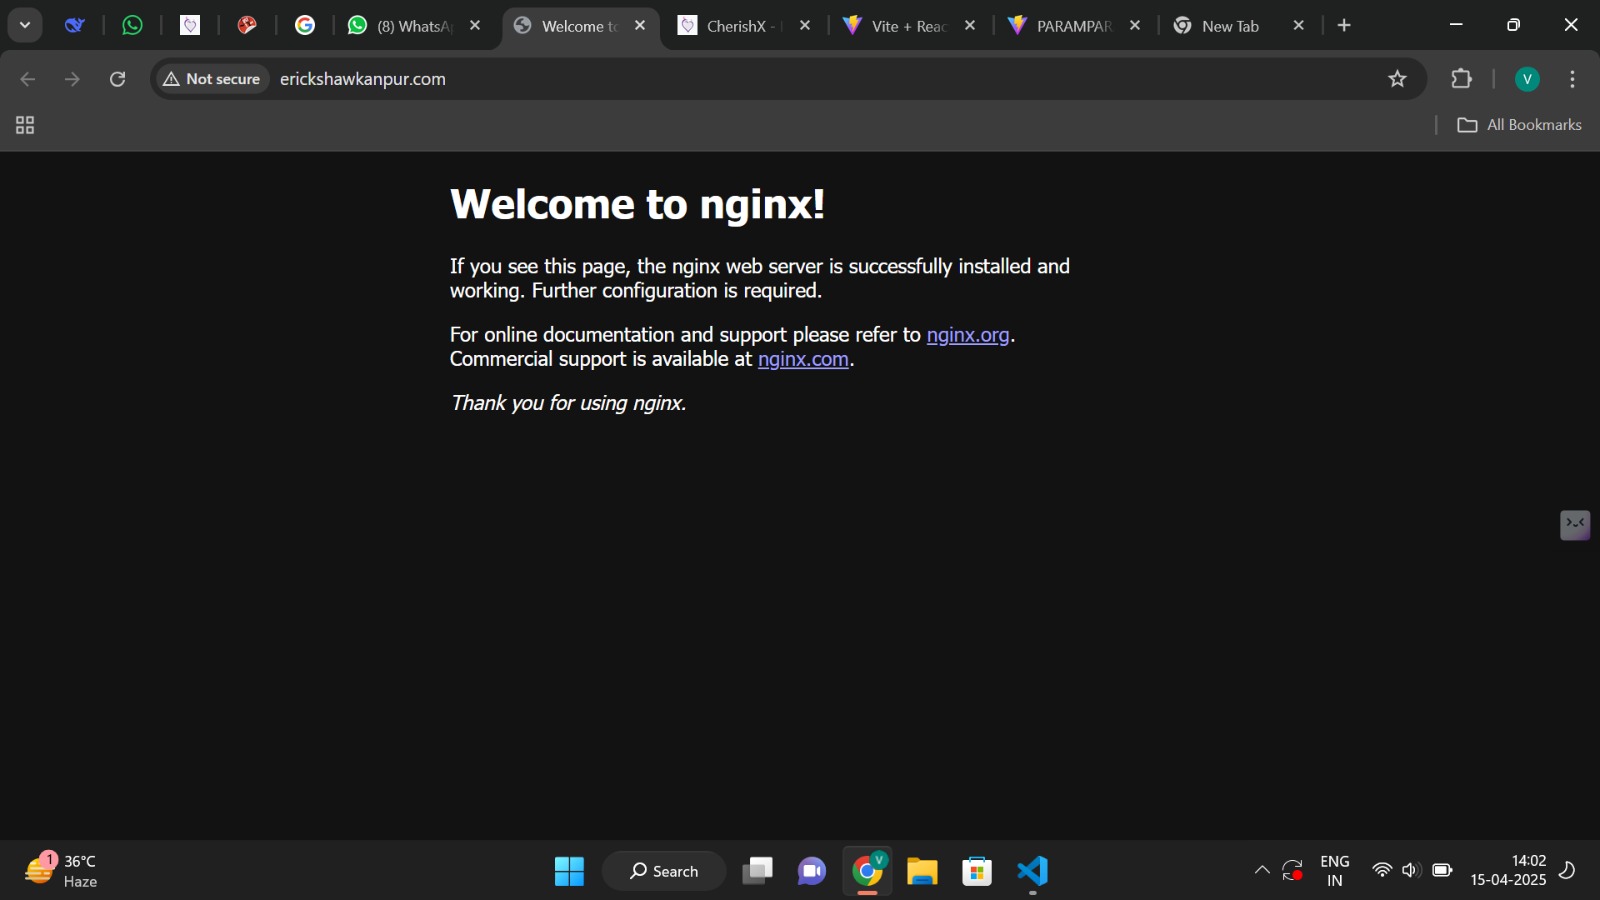 (8) WhatsA
Welcome to
CherishX -
Vite + Reac
PARAMPAR
New Tab
Not secure
erickshawkanpur.com
V
All Bookmarks
Welcome to nginx!
If you see this page, the nginx web server is successfully installed and
working. Further configuration is required.
For online documentation and support please refer to nginx.org.
Commercial support is available at nginx.com.
Thank you for using nginx.
1
36°C
Haze
Search
V
ENG
IN
14:02
15-04-2025